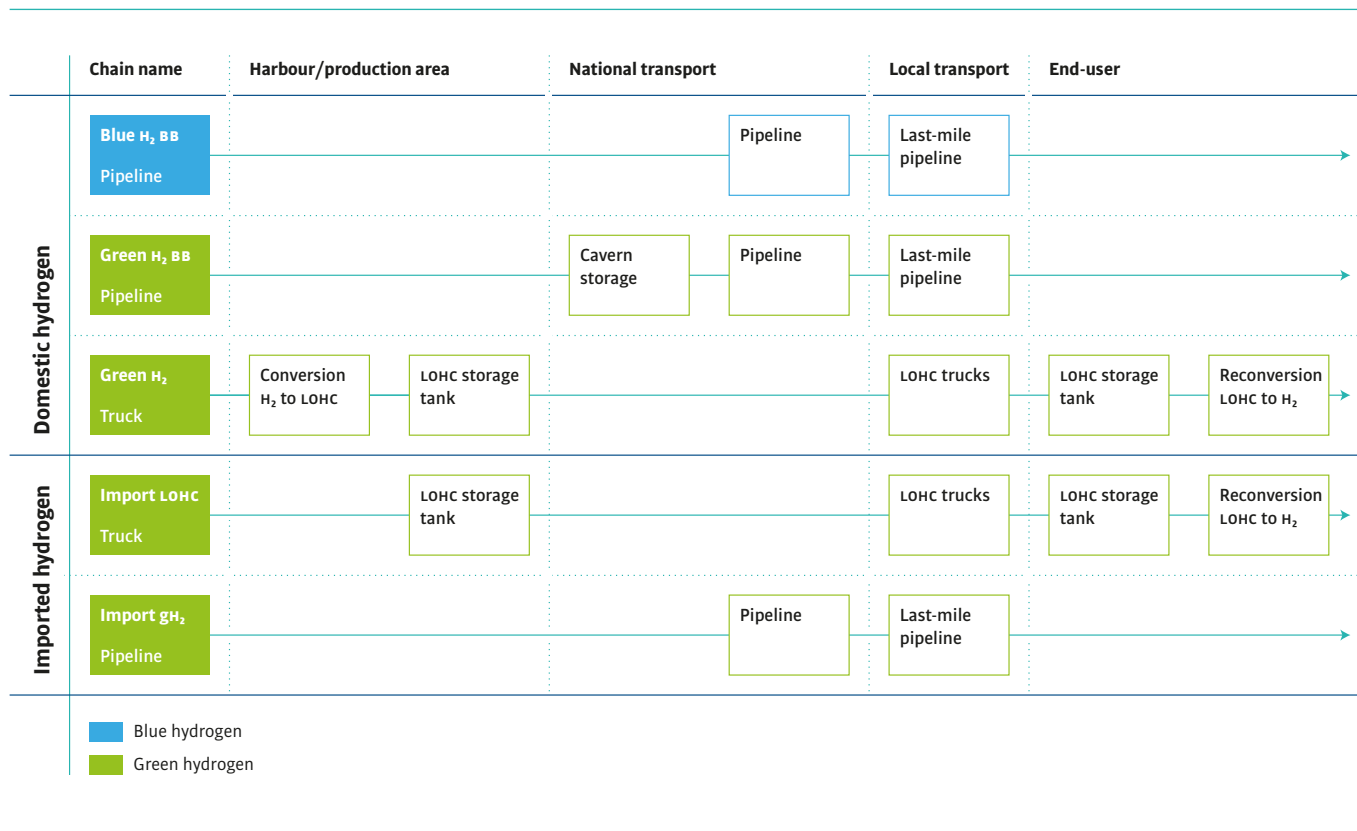 Chain name
Harbour/production area
National transport
Local transport
End-user
Domestic hydrogen
Blue H₂ BB
Pipeline
Pipeline
Last-mile
pipeline
Green H₂ BB
Pipeline
Cavern
storage
Pipeline
Last-mile
pipeline
Green H₂
Truck
Conversion
H₂ to LOHC
LOHC storage
tank
LOHC trucks
LOHC storage
tank
Reconversion
LOHC to H₂
Imported hydrogen
Import LOHC
Truck
LOHC storage
tank
LOHC trucks
LOHC storage
tank
Reconversion
LOHC to H₂
Import gH₂
Pipeline
Pipeline
Last-mile
pipeline
Blue hydrogen
Green hydrogen